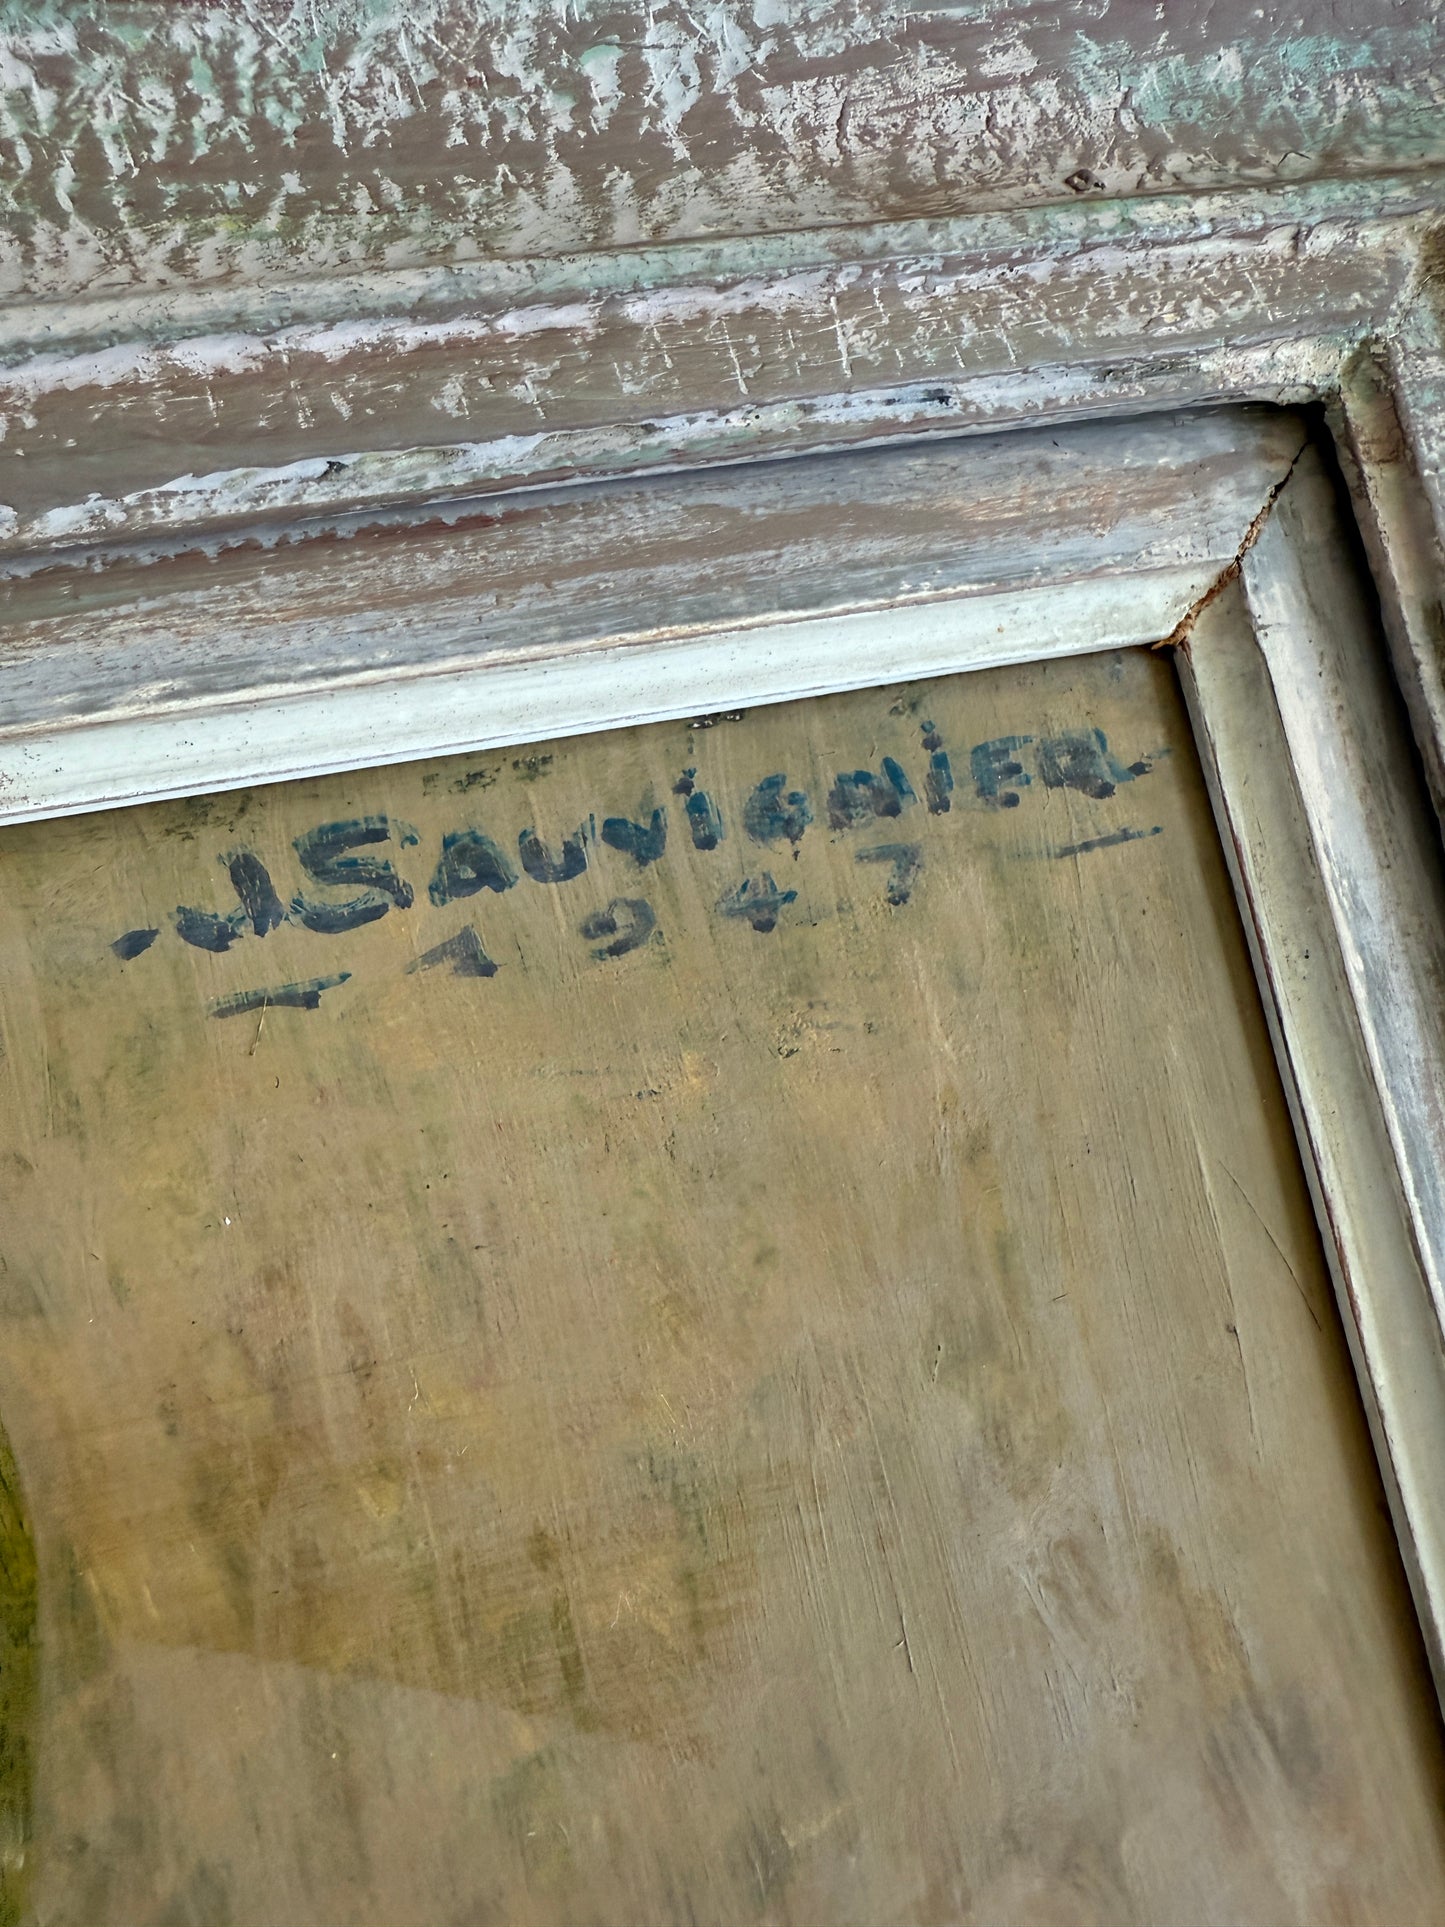 .J SAUViGNiER.
- 1947 -